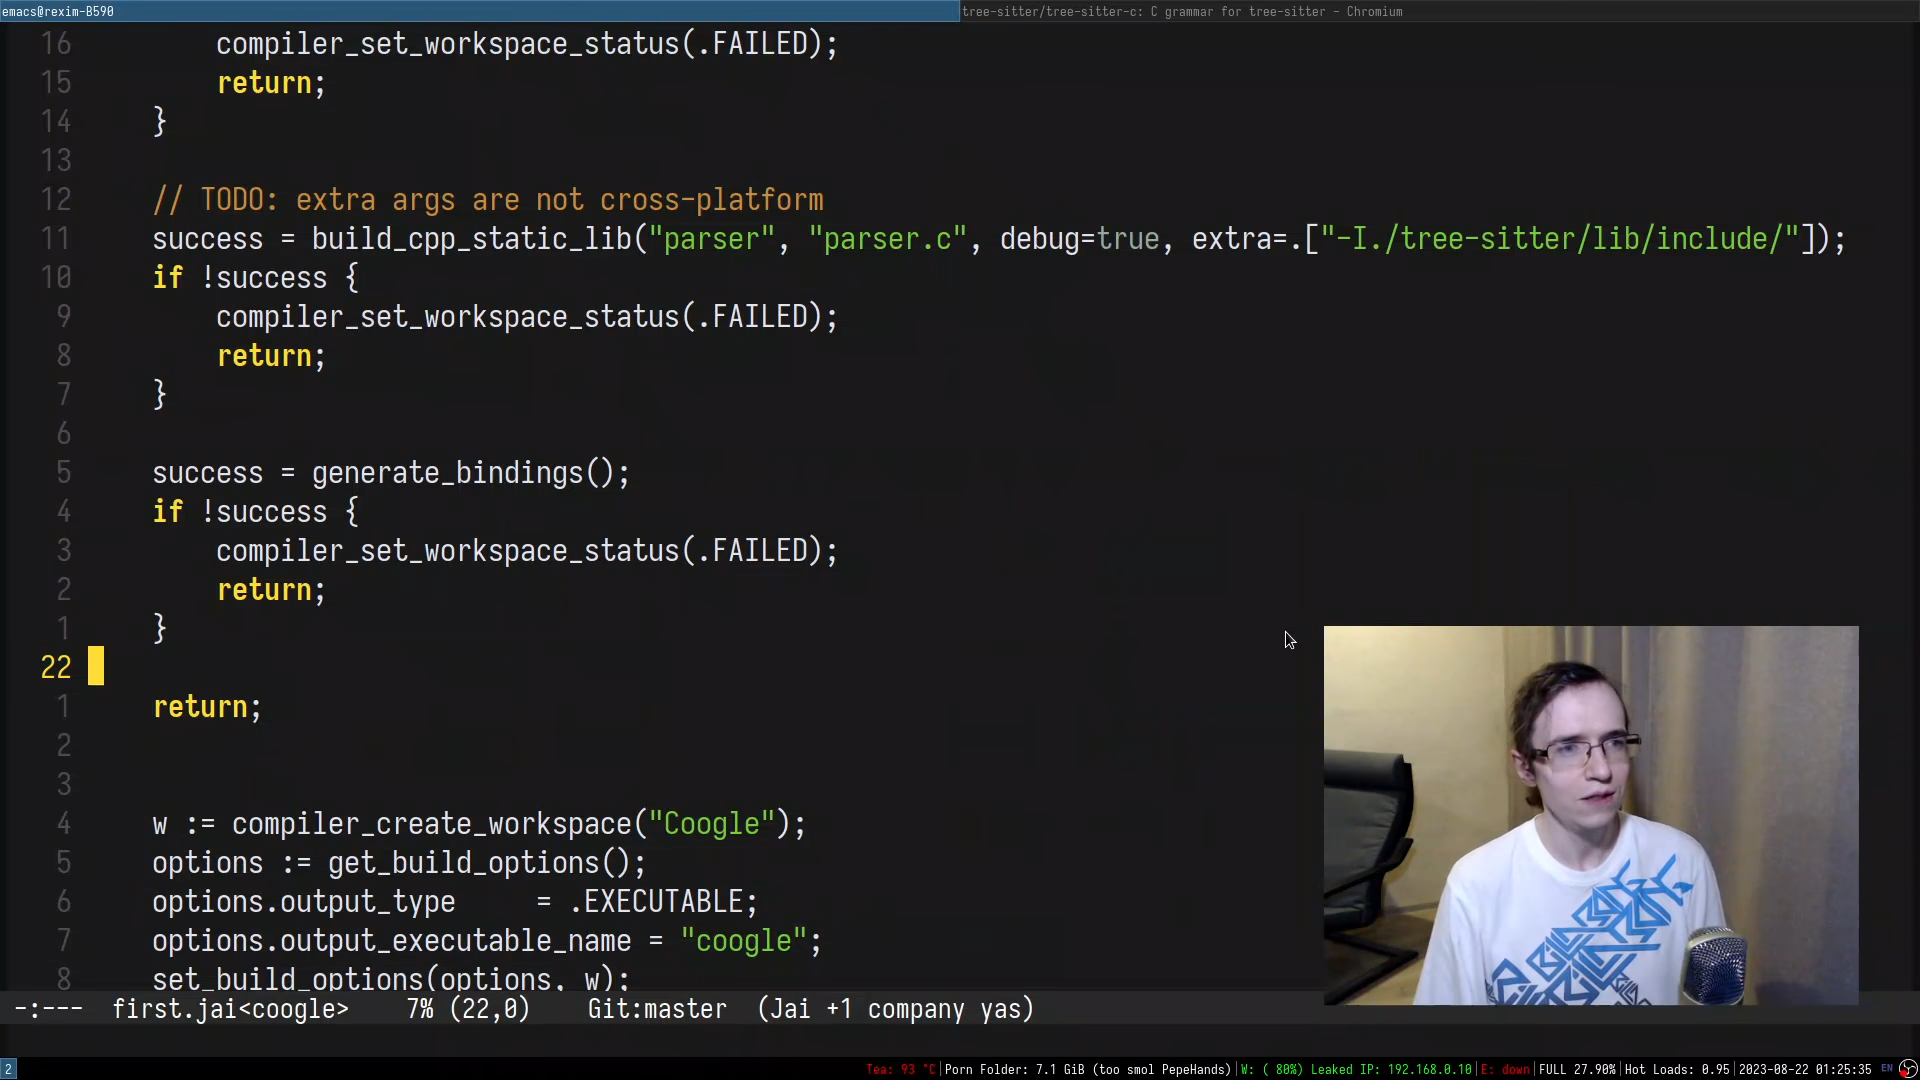 emacs@rexim-B590
tree-sitter/tree-sitter-c: C grammar for tree-sitter - Chromium
16 compiler_set_workspace_status(.FAILED);
15 return;
14 }
13
12 // TODO: extra args are not cross-platform
11 success = build_cpp_static_lib("parser", "parser.c", debug=true, extra=.["-I./tree-sitter/lib/include/"]);
10 if !success {
9 compiler_set_workspace_status(.FAILED);
8 return;
7 }
6
5 success = generate_bindings();
4 if !success {
3 compiler_set_workspace_status(.FAILED);
2 return;
1 }
22
1 return;
2
3
4 w := compiler_create_workspace("Coogle");
5 options := get_build_options();
6 options.output_type = .EXECUTABLE;
7 options.output_executable_name = "coogle";
8 set_build_options(options, w);
-:--- first.jai<coogle> 7% (22,0) Git:master (Jai +1 company yas)
2 Tea: 93 °C|Porn Folder: 7.1 GiB (too smol PepeHands)|W: ( 80%) Leaked IP: 192.168.0.10|E: down|FULL 27.90%|Hot Loads: 0.95|2023-08-22 01:25:35 EN